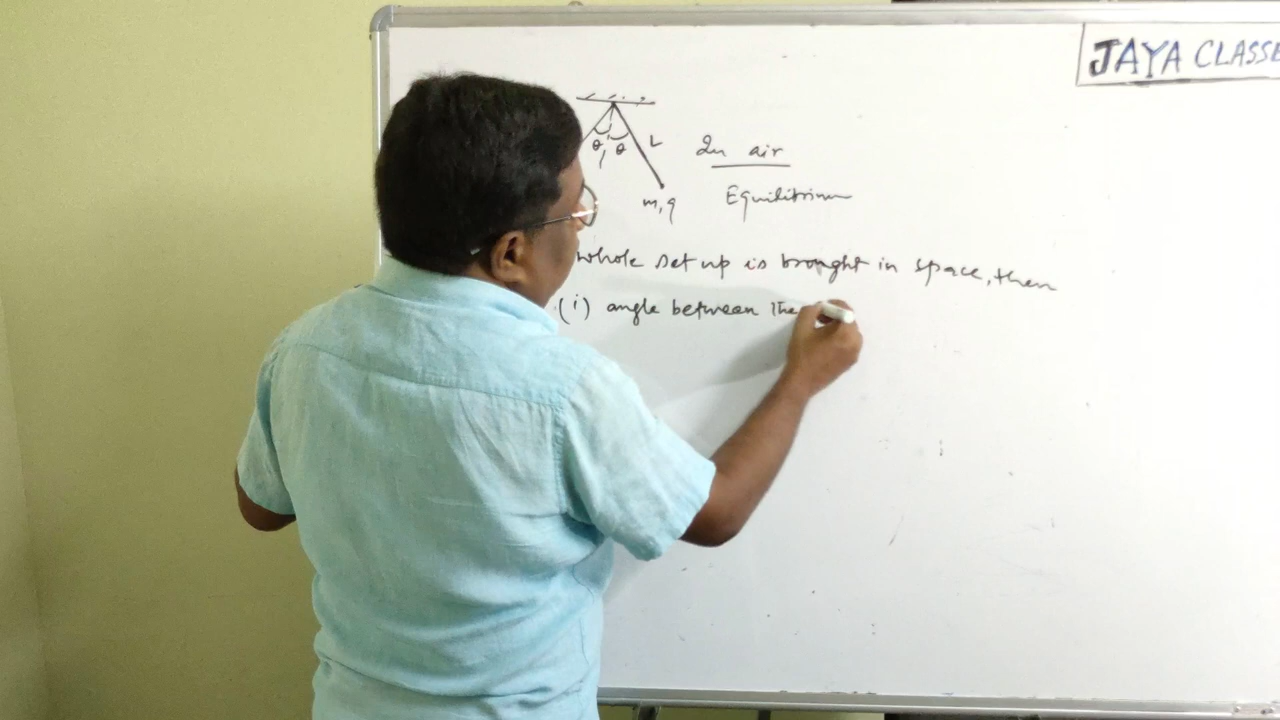 JAYA CLASSE
θ θ L
In air
m,q
Equilibrium
whole set up is brought in space, then
(i) angle between the